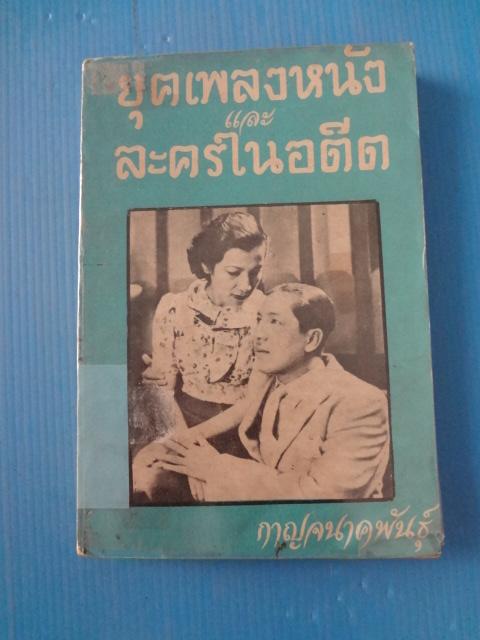 ยุคเพลงหนัง
และ
ละครในอดีต
กาญจนาคพันธุ์